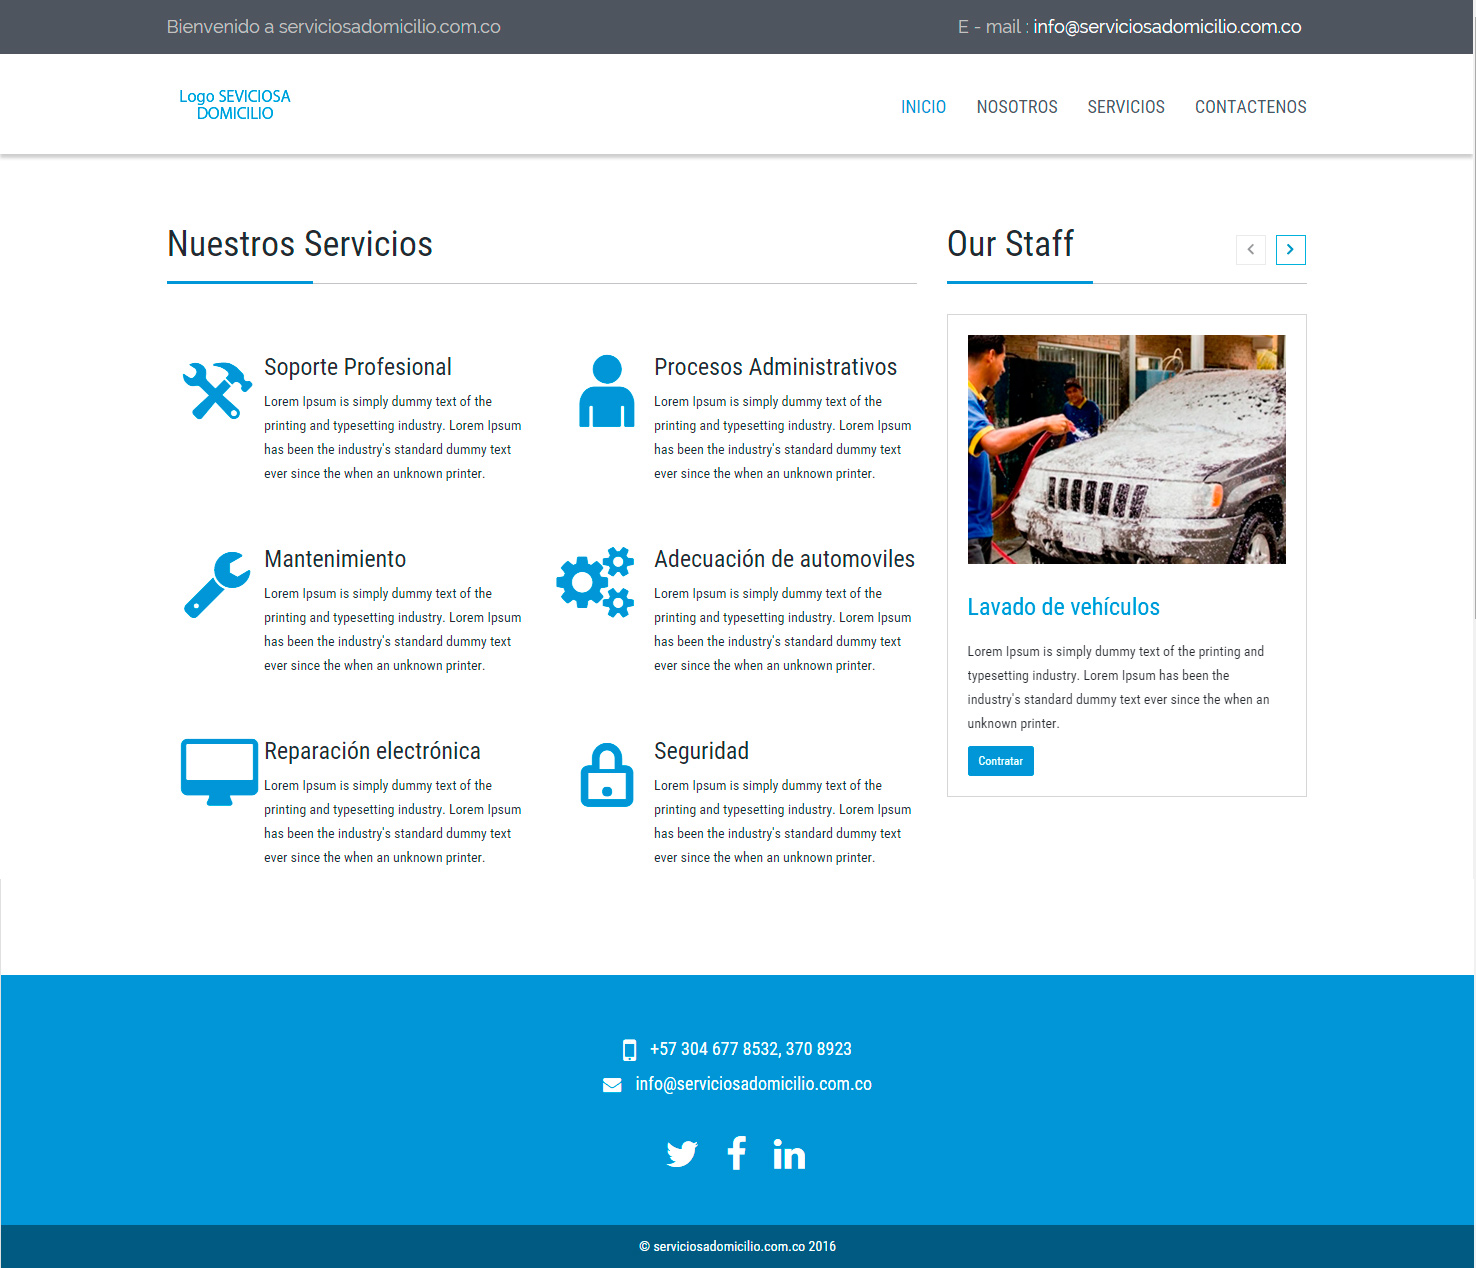 Bienvenido a serviciosadomicilio.com.co
E - mail : info@serviciosadomicilio.com.co
Logo SEVICIOSA
DOMICILIO
INICIO NOSOTROS SERVICIOS CONTACTENOS
Nuestros Servicios
Soporte Profesional
Lorem Ipsum is simply dummy text of the
printing and typesetting industry. Lorem Ipsum
has been the industry's standard dummy text
ever since the when an unknown printer.
Procesos Administrativos
Lorem Ipsum is simply dummy text of the
printing and typesetting industry. Lorem Ipsum
has been the industry's standard dummy text
ever since the when an unknown printer.
Mantenimiento
Lorem Ipsum is simply dummy text of the
printing and typesetting industry. Lorem Ipsum
has been the industry's standard dummy text
ever since the when an unknown printer.
Adecuación de automoviles
Lorem Ipsum is simply dummy text of the
printing and typesetting industry. Lorem Ipsum
has been the industry's standard dummy text
ever since the when an unknown printer.
Reparación electrónica
Lorem Ipsum is simply dummy text of the
printing and typesetting industry. Lorem Ipsum
has been the industry's standard dummy text
ever since the when an unknown printer.
Seguridad
Lorem Ipsum is simply dummy text of the
printing and typesetting industry. Lorem Ipsum
has been the industry's standard dummy text
ever since the when an unknown printer.
Our Staff
Lavado de vehículos
Lorem Ipsum is simply dummy text of the printing and
typesetting industry. Lorem Ipsum has been the
industry's standard dummy text ever since the when an
unknown printer.
Contratar
+57 304 677 8532, 370 8923
info@serviciosadomicilio.com.co
© serviciosadomicilio.com.co 2016